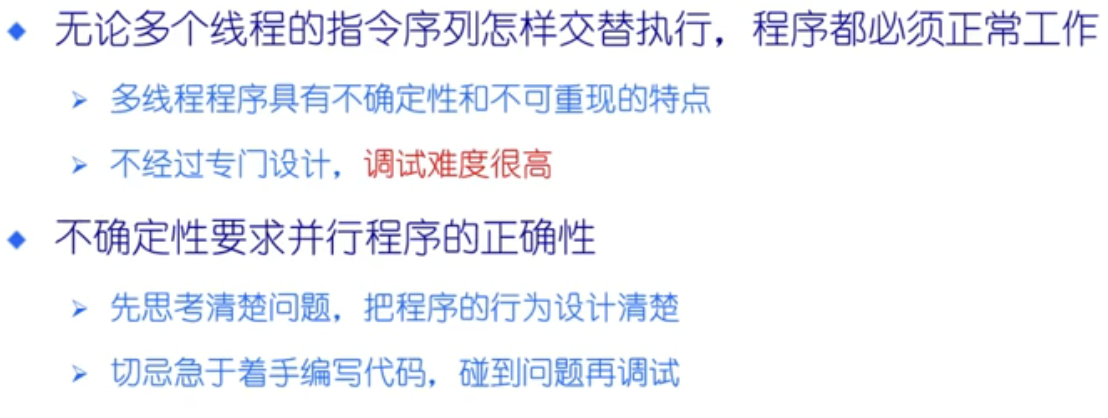 无论多个线程的指令序列怎样交替执行，程序都必须正常工作
多线程程序具有不确定性和不可重现的特点
不经过专门设计，调试难度很高
不确定性要求并行程序的正确性
先思考清楚问题，把程序的行为设计清楚
切忌急于着手编写代码，碰到问题再调试